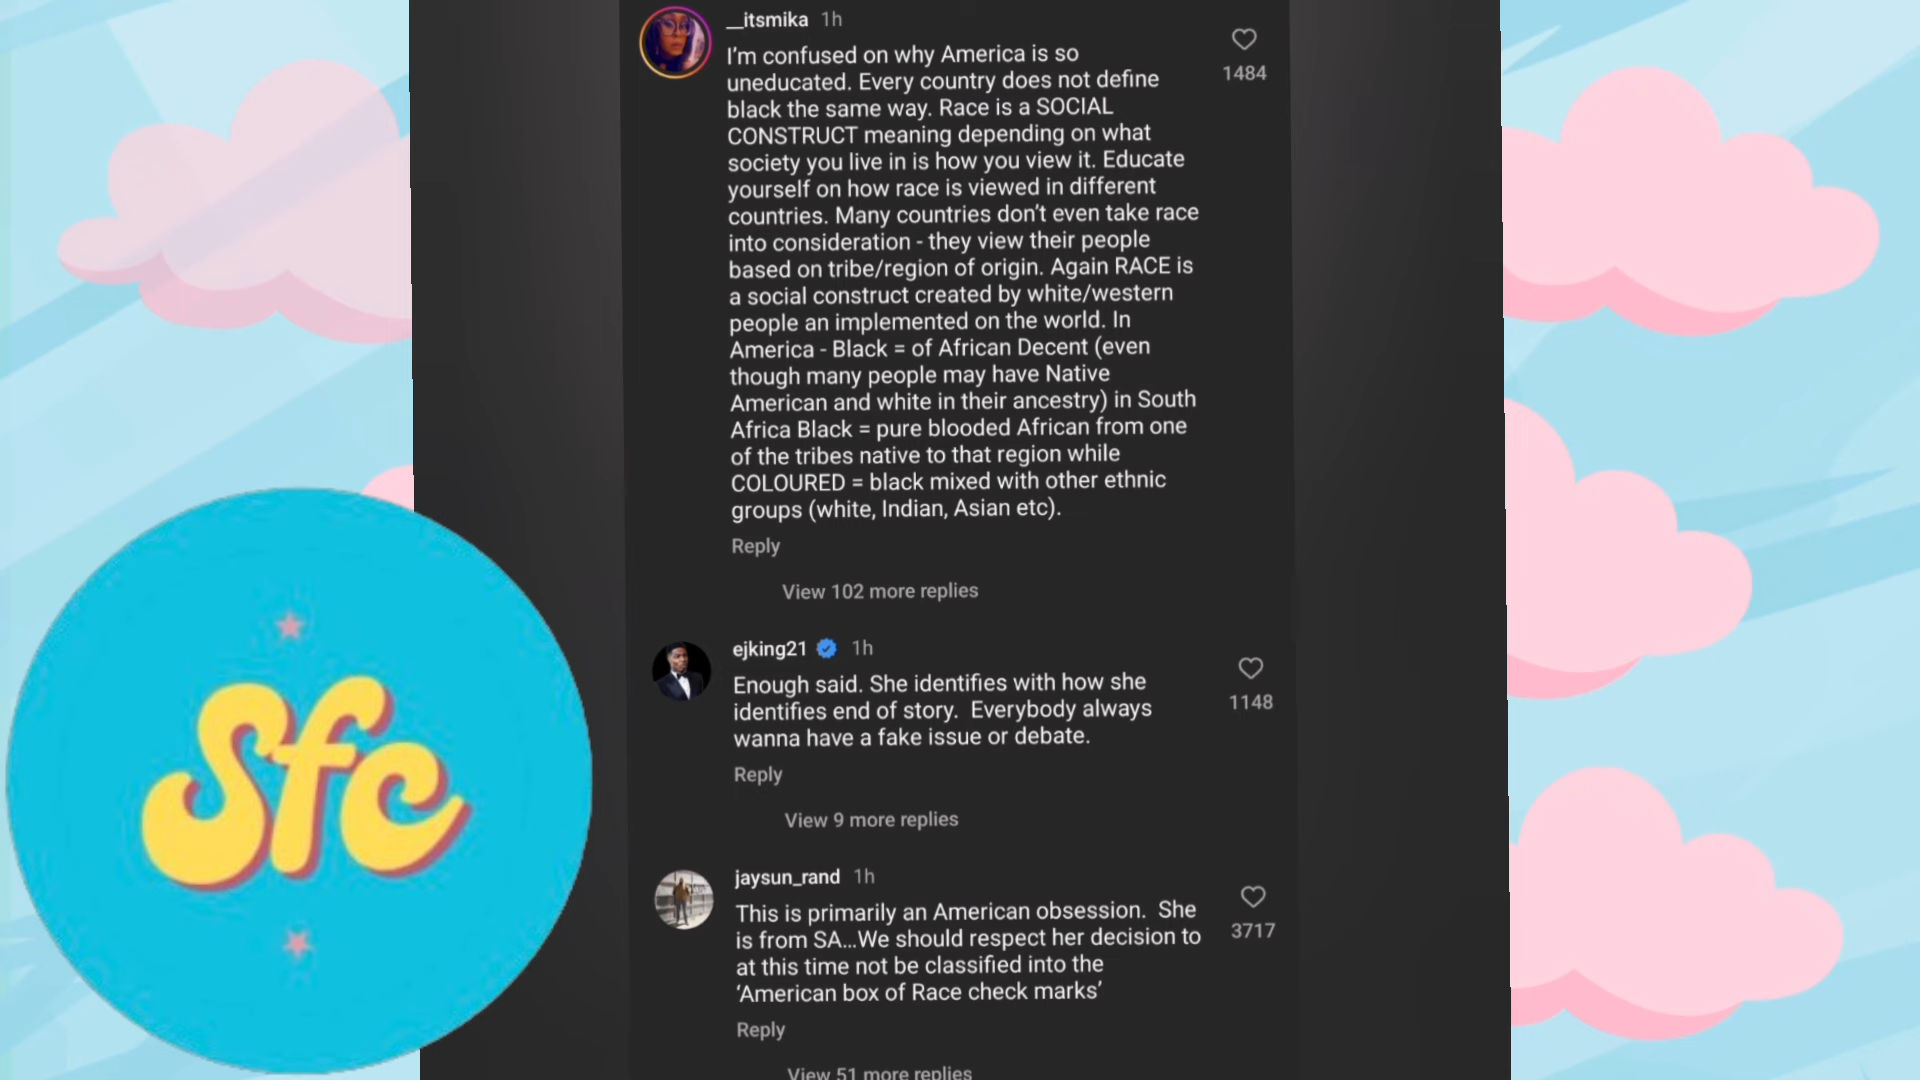 __itsmika 1h
I'm confused on why America is so
uneducated. Every country does not define
black the same way. Race is a SOCIAL
CONSTRUCT meaning depending on what
society you live in is how you view it. Educate
yourself on how race is viewed in different
countries. Many countries don't even take race
into consideration - they view their people
based on tribe/region of origin. Again RACE is
a social construct created by white/western
people an implemented on the world. In
America - Black = of African Decent (even
though many people may have Native
American and white in their ancestry) in South
Africa Black = pure blooded African from one
of the tribes native to that region while
COLOURED = black mixed with other ethnic
groups (white, Indian, Asian etc).
1484
Reply
View 102 more replies
ejking21 1h
Enough said. She identifies with how she
identifies end of story.  Everybody always
wanna have a fake issue or debate.
1148
Reply
View 9 more replies
jaysun_rand 1h
This is primarily an American obsession.  She
is from SA...We should respect her decision to
at this time not be classified into the
‘American box of Race check marks’
3717
Reply
View 51 more replies
Sfc